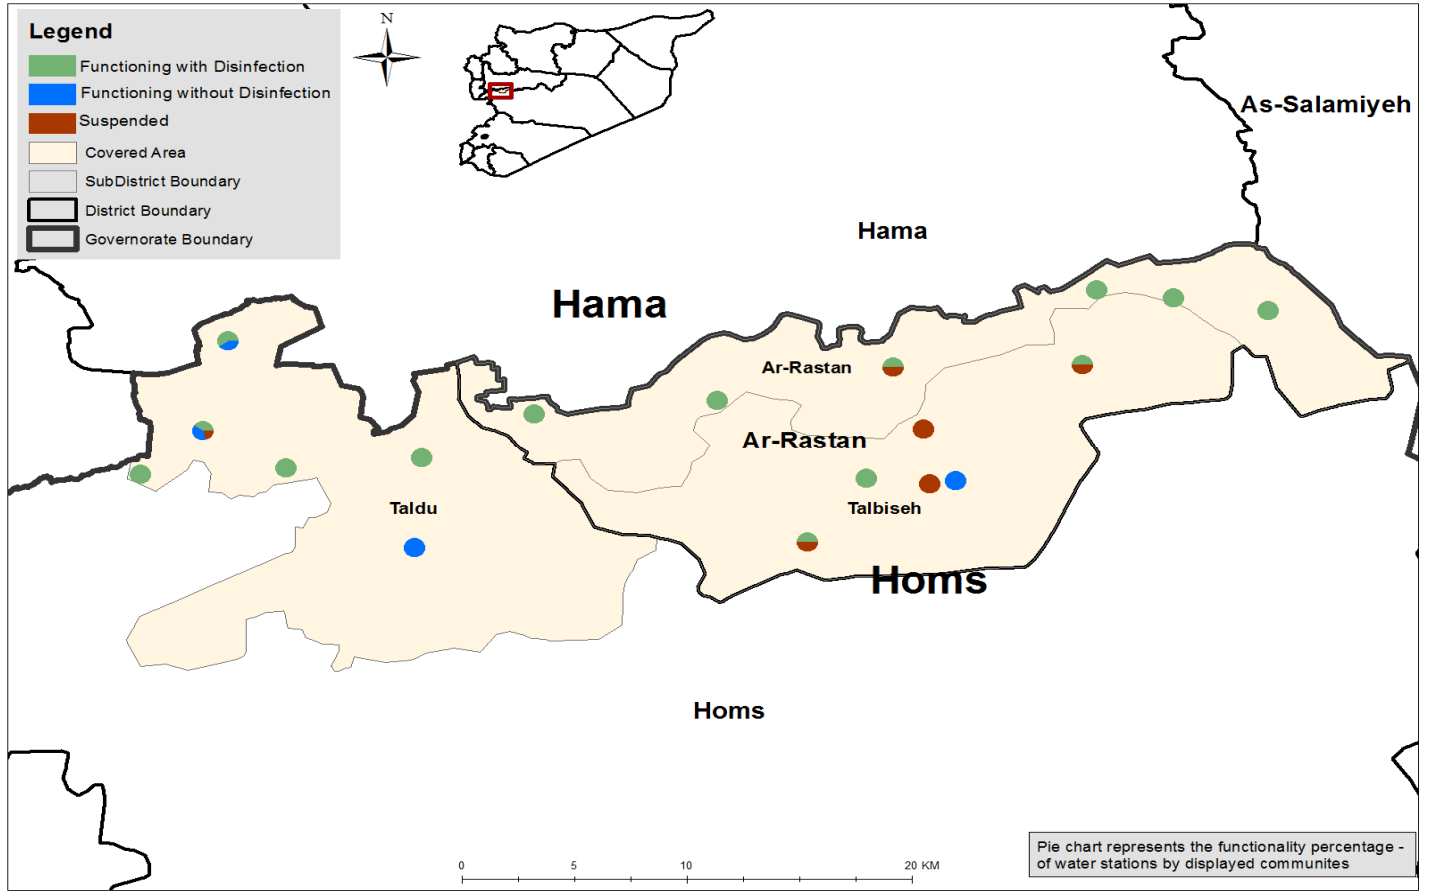 Legend
Functioning with Disinfection
Functioning without Disinfection
Suspended
Covered Area
SubDistrict Boundary
District Boundary
Governorate Boundary
N
As-Salamiyeh
Hama
Hama
Ar-Rastan
Ar-Rastan
Taldu
Talbiseh
Homs
Homs
Pie chart represents the functionality percentage -
of water stations by displayed communites
0 5 10 20 KM